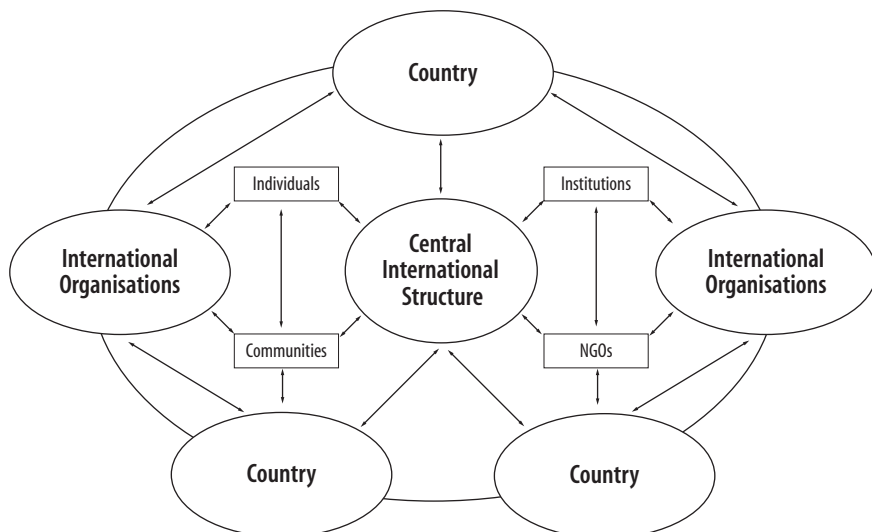 Country
Individuals
Institutions
International
Organisations
Central
International
Structure
International
Organisations
Communities
NGOs
Country
Country